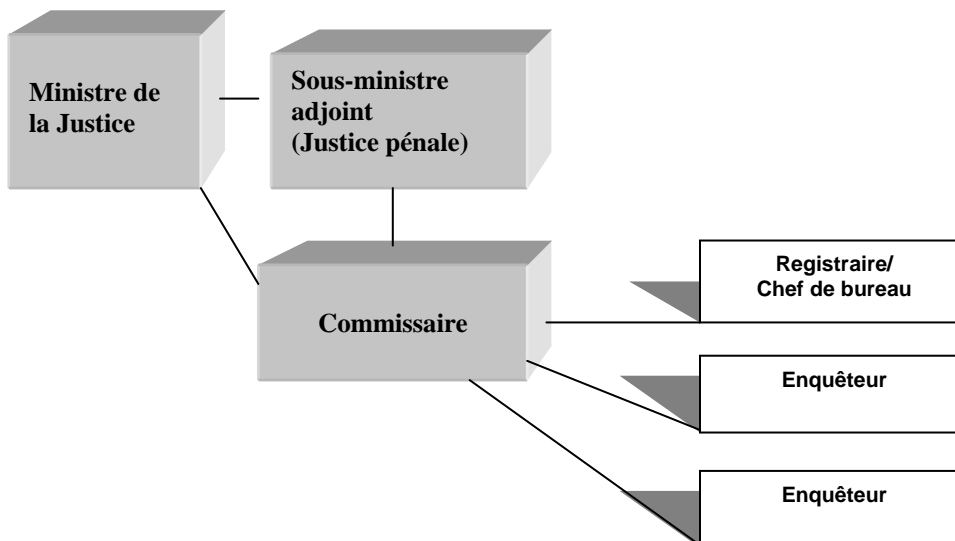 Ministre de
la Justice
Sous-ministre
adjoint
(Justice pénale)
Commissaire
Registraire/
Chef de bureau
Enquêteur
Enquêteur